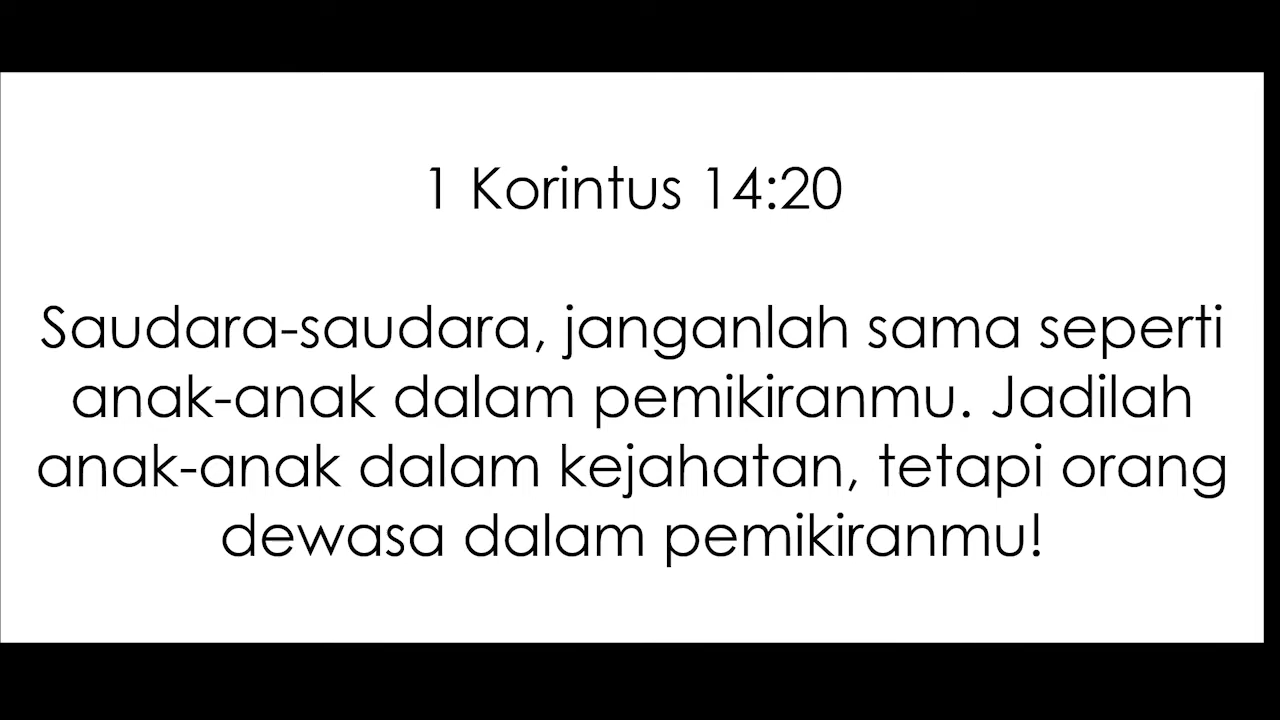 1 Korintus 14:20
Saudara-saudara, janganlah sama seperti
anak-anak dalam pemikiranmu. Jadilah
anak-anak dalam kejahatan, tetapi orang
dewasa dalam pemikiranmu!